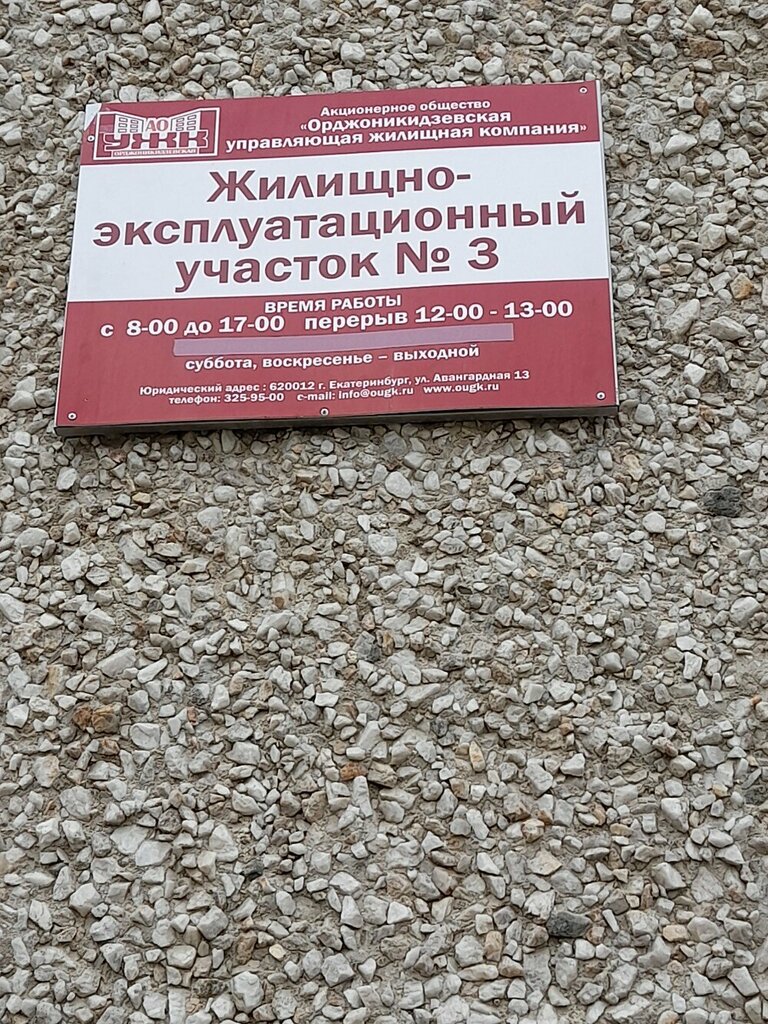 АО
УЖК
ОРДЖОНИКИДЗЕВСКАЯ
Акционерное общество
«Орджоникидзевская
управляющая жилищная компания»
Жилищно-
эксплуатационный
участок № 3
ВРЕМЯ РАБОТЫ
с 8-00 до 17-00 перерыв 12-00 - 13-00
суббота, воскресенье – выходной
Юридический адрес : 620012 г. Екатеринбург, ул. Авангардная 13
телефон: 325-95-00 e-mail: info@ougk.ru www.ougk.ru